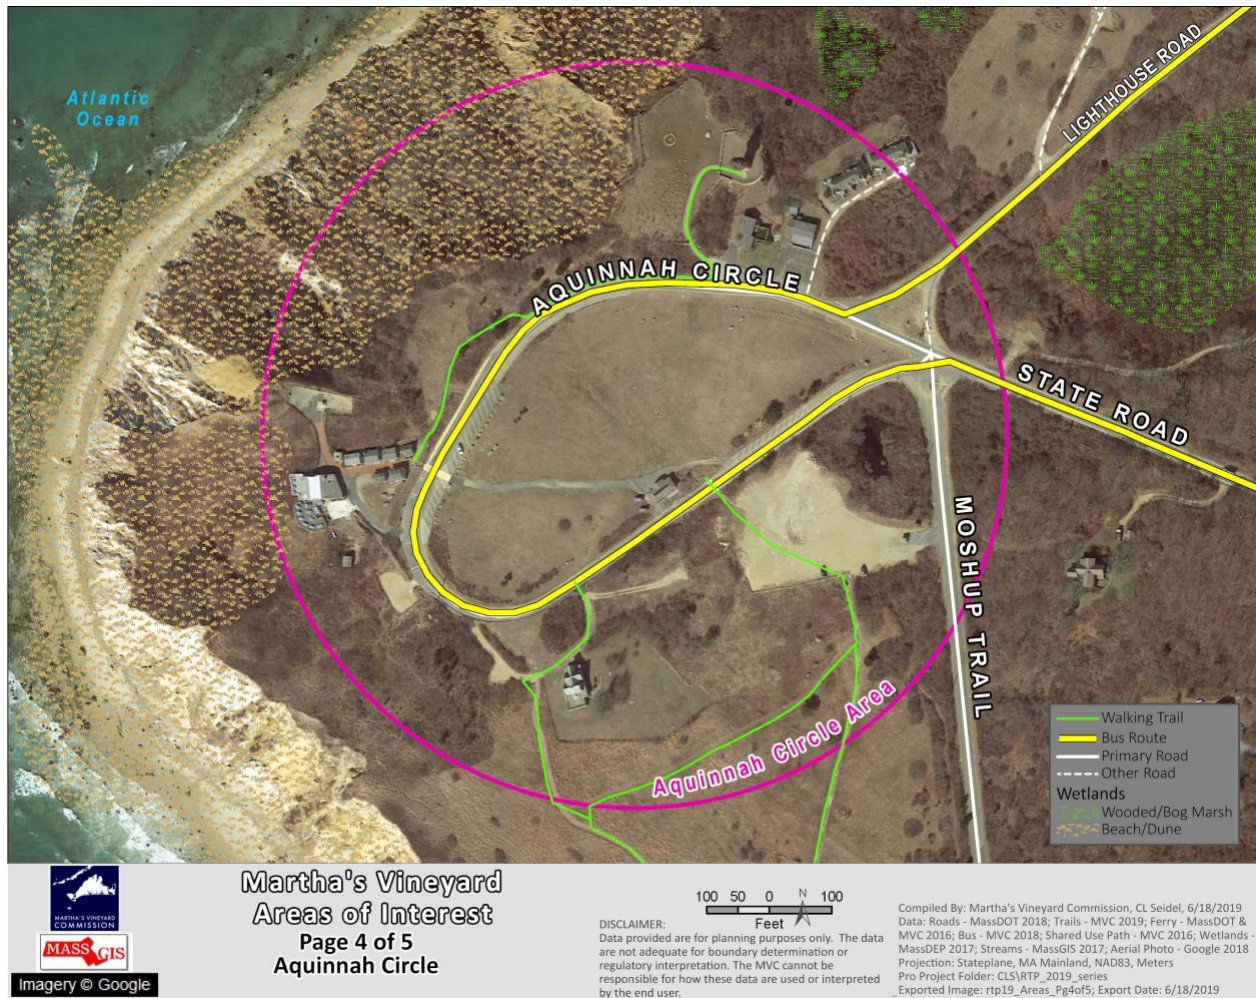 Atlantic
Ocean
LIGHTHOUSE ROAD
AQUINNAH CIRCLE
STATE ROAD
MOSHUP TRAIL
Aquinnah Circle Area
Walking Trail
Bus Route
Primary Road
Other Road
Wetlands
Wooded/Bog Marsh
Beach/Dune
MARTHA'S VINEYARD
COMMISSION
MASS GIS
Imagery © Google
Martha's Vineyard
Areas of Interest
Page 4 of 5
Aquinnah Circle
100 50 0 100
Feet
N
DISCLAIMER:
Data provided are for planning purposes only. The data
are not adequate for boundary determination or
regulatory interpretation. The MVC cannot be
responsible for how these data are used or interpreted
by the end user.
Compiled By: Martha's Vineyard Commission, CL Seidel, 6/18/2019
Data: Roads - MassDOT 2018; Trails - MVC 2019; Ferry - MassDOT &
MVC 2016; Bus - MVC 2018; Shared Use Path - MVC 2016; Wetlands -
MassDEP 2017; Streams - MassGIS 2017; Aerial Photo - Google 2018
Projection: Stateplane, MA Mainland, NAD83, Meters
Pro Project Folder: CLS\RTP_2019_series
Exported Image: rtp19_Areas_Pg4of5; Export Date: 6/18/2019